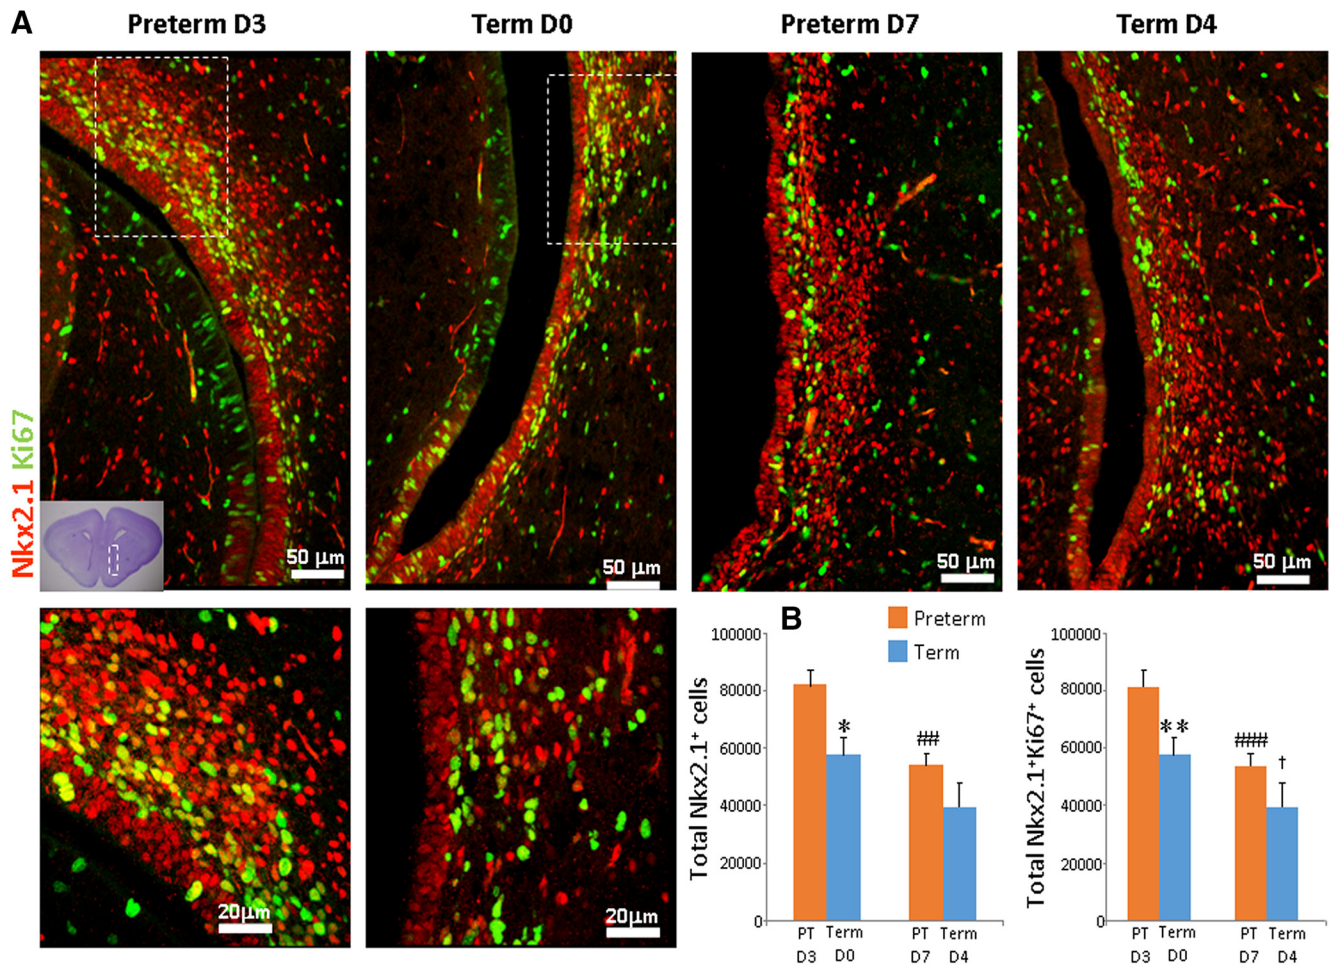 A
Preterm D3
Term D0
Preterm D7
Term D4
Nkx2.1 Ki67
50 µm
50 µm
50 µm
50 µm
20µm
20µm
B
Preterm
Term
Total Nkx2.1⁺ cells
100000
80000
60000
40000
20000
0
*
##
PT D3
Term D0
PT D7
Term D4
Total Nkx2.1⁺Ki67⁺ cells
100000
80000
60000
40000
20000
0
**
###
†
PT D3
Term D0
PT D7
Term D4